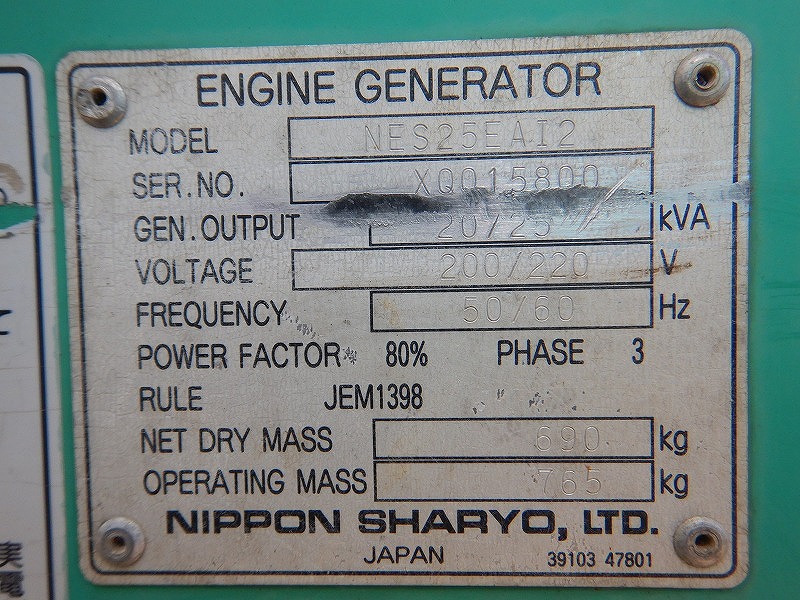 ENGINE GENERATOR
MODEL NES25EAI2
SER.NO. XQ015800
GEN.OUTPUT 20/25 kVA
VOLTAGE 200/220 V
FREQUENCY 50/60 Hz
POWER FACTOR 80% PHASE 3
RULE JEM1398
NET DRY MASS 690 kg
OPERATING MASS 765 kg
NIPPON SHARYO, LTD.
JAPAN 39103 47801